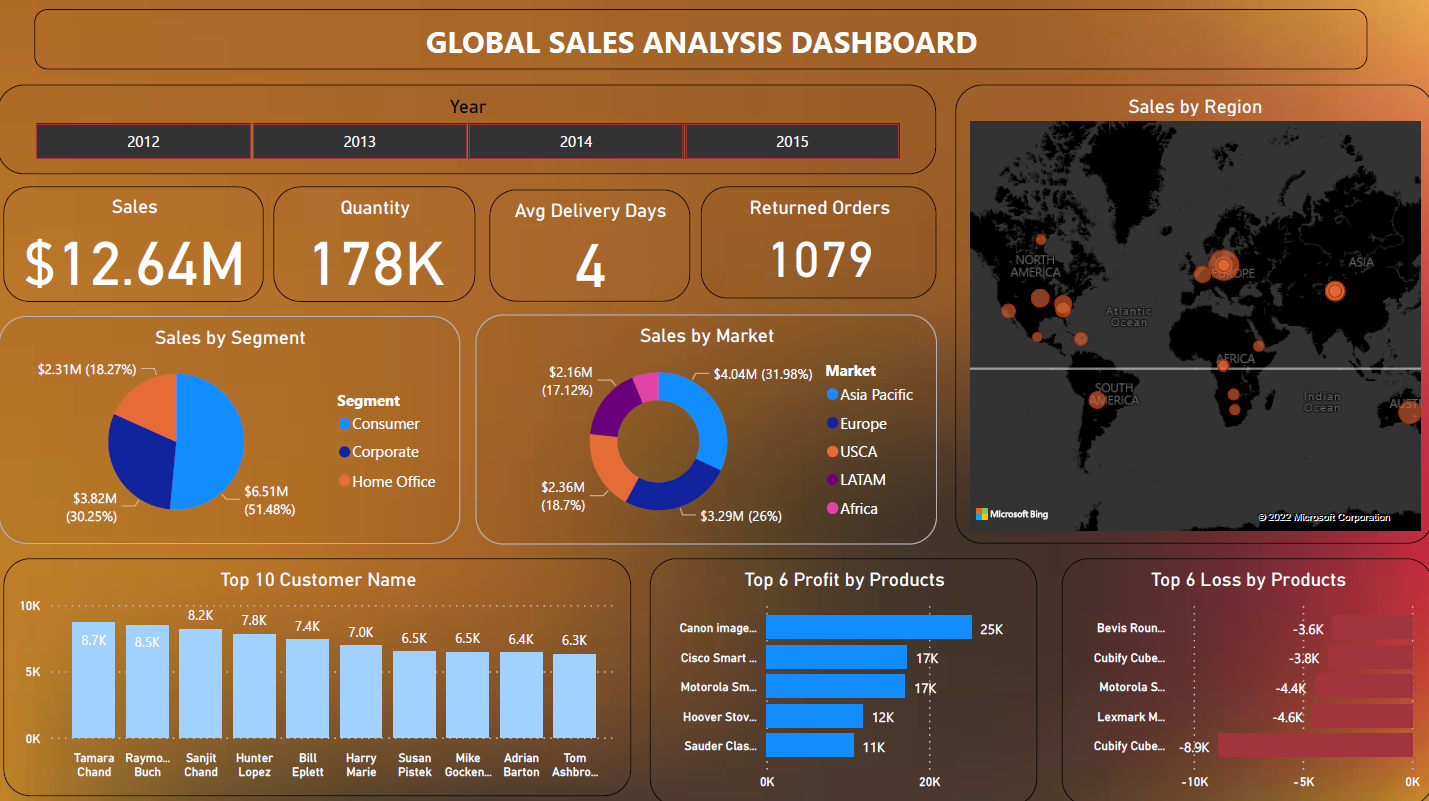 GLOBAL SALES ANALYSIS DASHBOARD
Year
2012
2013
2014
2015
Sales
$12.64M
Quantity
178K
Avg Delivery Days
4
Returned Orders
1079
Sales by Region
NORTH
AMERICA
EUROPE
ASIA
Atlantic
Ocean
AFRICA
SOUTH
AMERICA
Indian
Ocean
AUST
Microsoft Bing
© 2022 Microsoft Corporation
Sales by Segment
$2.31M (18.27%)
$3.82M
(30.25%)
$6.51M
(51.48%)
Segment
Consumer
Corporate
Home Office
Sales by Market
$2.16M
(17.12%)
$4.04M (31.98%)
$2.36M
(18.7%)
$3.29M (26%)
Market
Asia Pacific
Europe
USCA
LATAM
Africa
Top 10 Customer Name
10K
5K
0K
8.7K
8.5K
8.2K
7.8K
7.4K
7.0K
6.5K
6.5K
6.4K
6.3K
Tamara
Chand
Raymo...
Buch
Sanjit
Chand
Hunter
Lopez
Bill
Eplett
Harry
Marie
Susan
Pistek
Mike
Gocken...
Adrian
Barton
Tom
Ashbro...
Top 6 Profit by Products
Canon image... 25K
Cisco Smart ... 17K
Motorola Sm... 17K
Hoover Stov... 12K
Sauder Clas... 11K
0K 20K
Top 6 Loss by Products
Bevis Roun... -3.6K
Cubify Cube... -3.8K
Motorola S... -4.4K
Lexmark M... -4.6K
Cubify Cube... -8.9K
-10K -5K 0K